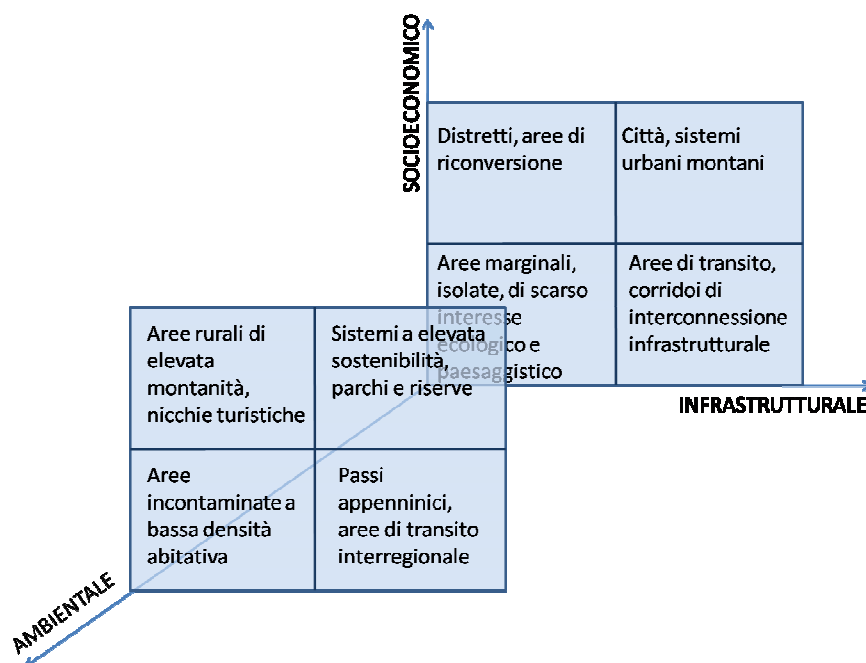 SOCIOECONOMICO
Distretti, aree di
riconversione
Città, sistemi
urbani montani
Aree marginali,
isolate, di scarso
interesse
ecologico e
paesaggistico
Aree di transito,
corridoi di
interconnessione
infrastrutturale
INFRASTRUTTURALE
Aree rurali di
elevata
montanità,
nicchie turistiche
Sistemi a elevata
sostenibilità,
parchi e riserve
Aree
incontaminate a
bassa densità
abitativa
Passi
appenninici,
aree di transito
interregionale
AMBIENTALE